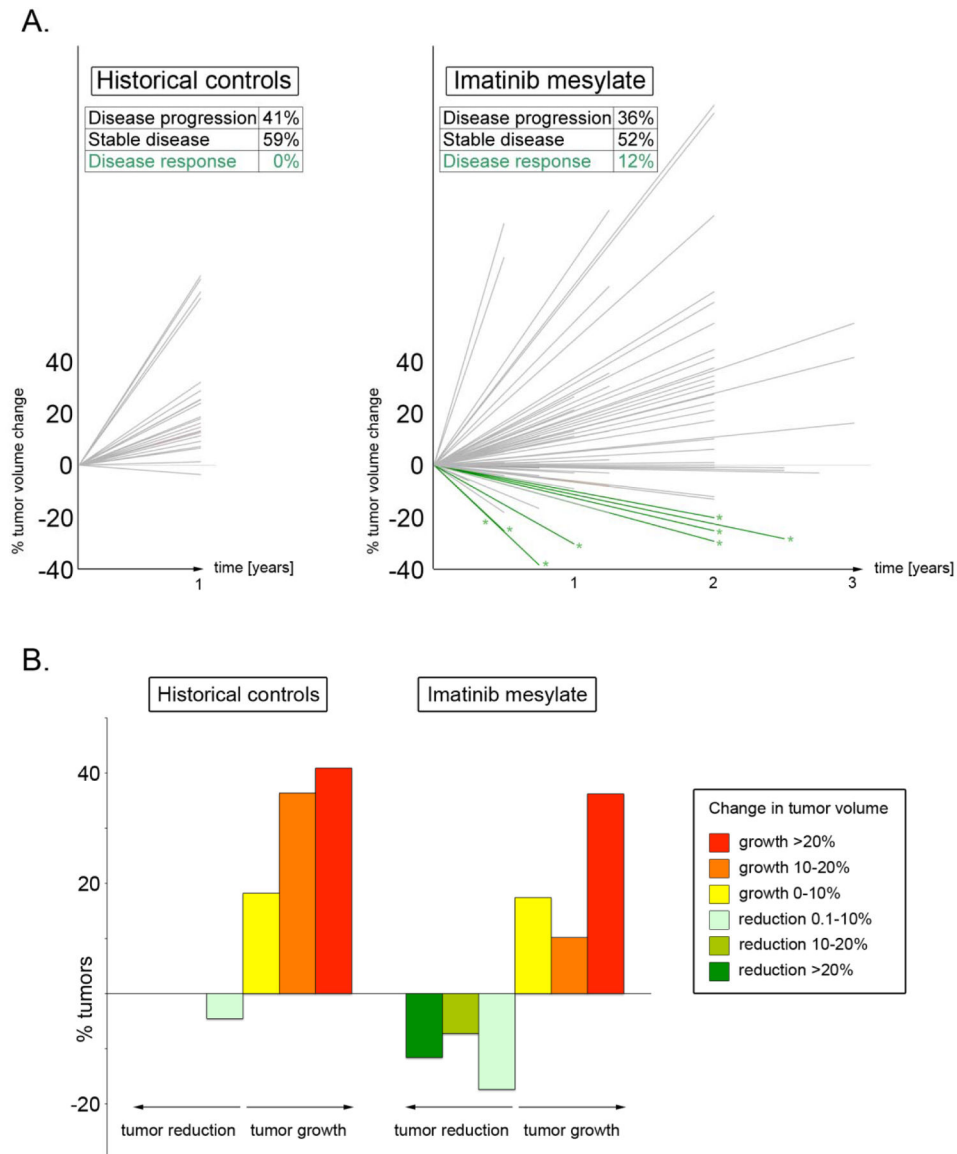 A.
Historical controls
Disease progression 41%
Stable disease 59%
Disease response 0%
% tumor volume change
40
20
0
-20
-40
1
time [years]
Imatinib mesylate
Disease progression 36%
Stable disease 52%
Disease response 12%
% tumor volume change
40
20
0
-20
-40
* * * * * * * *
1 2 3
time [years]
B.
Historical controls
Imatinib mesylate
% tumors
40
20
-20
tumor reduction tumor growth
tumor reduction tumor growth
Change in tumor volume
growth >20%
growth 10-20%
growth 0-10%
reduction 0.1-10%
reduction 10-20%
reduction >20%